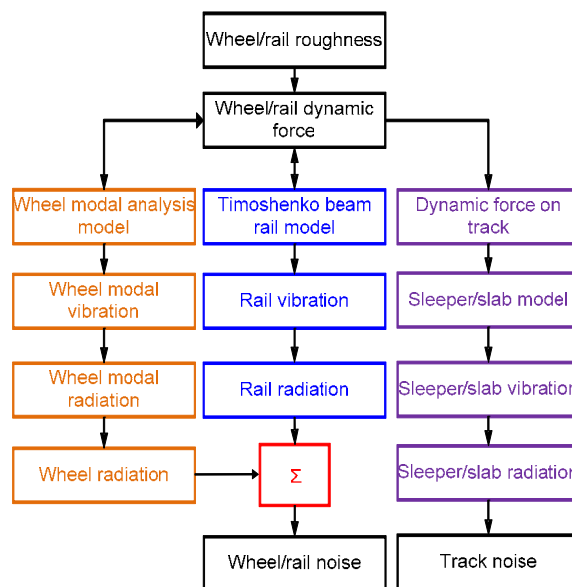 Wheel/rail roughness
Wheel/rail dynamic
force
Wheel modal analysis
model
Timoshenko beam
rail model
Dynamic force on
track
Wheel modal
vibration
Rail vibration
Sleeper/slab model
Wheel modal
radiation
Rail radiation
Sleeper/slab vibration
Wheel radiation
Σ
Sleeper/slab radiation
Wheel/rail noise
Track noise